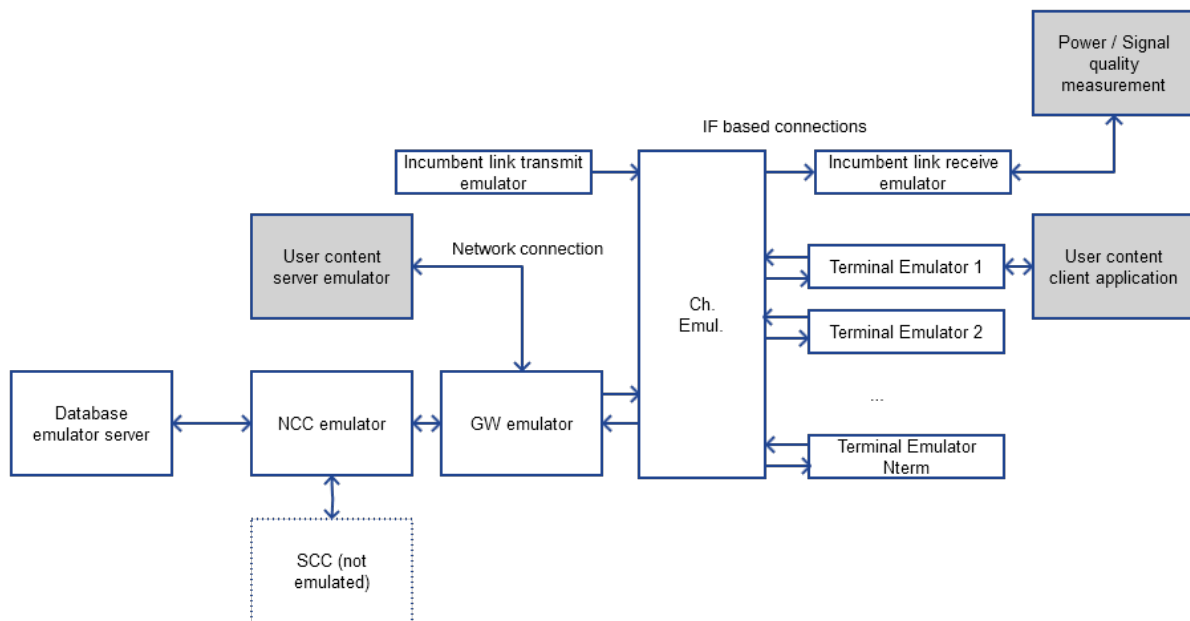 Power / Signal
quality
measurement
IF based connections
Incumbent link transmit
emulator
Incumbent link receive
emulator
User content
server emulator
Network connection
Terminal Emulator 1
User content
client application
Ch.
Emul.
Terminal Emulator 2
...
Database
emulator server
NCC emulator
GW emulator
Terminal Emulator
Nterm
SCC (not
emulated)